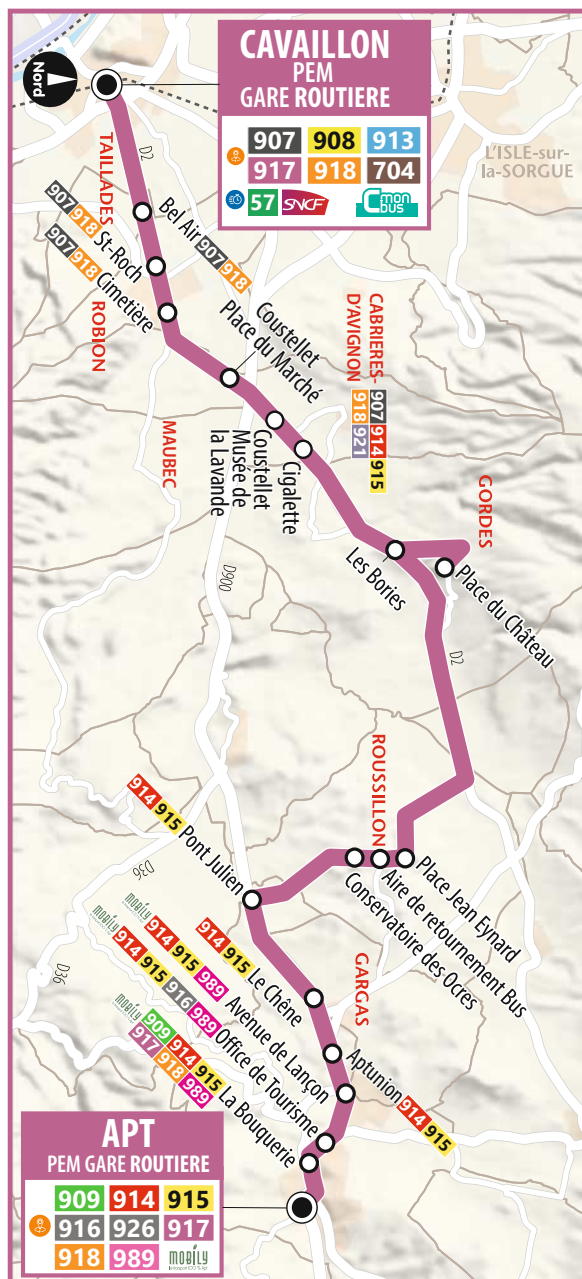 CAVAILLON
PEM
GARE ROUTIERE
907 908 913
917 918 704
57 SNCF C mon bus
Nord
L'ISLE-sur-
la-SORGUE
D2
TAILLADES
Bel Air 907 918
907 918 St-Roch
907 918 Cimetière
ROBION
Coustellet
Place du Marché
MAUBEC
Coustellet
Musée de
la Lavande
Cigalette
CABRIERES-
D'AVIGNON
907 914 915
918 921
GORDES
Les Bories
Place du Château
D900
D2
ROUSSILLON
Place Jean Eynard
Aire de retournement Bus
Conservatoire des Ocres
914 915 Pont Julien
D36
D36
GARGAS
914 915 Le Chêne
Aptunion 914 915
MOBILY 914 915 989 Avenue de Lançon
MOBILY 914 915 916 989 Office de Tourisme
MOBILY 909 914 915 La Bouquerie
917 918 989
APT
PEM GARE ROUTIERE
909 914 915
916 926 917
918 989 MOBILY